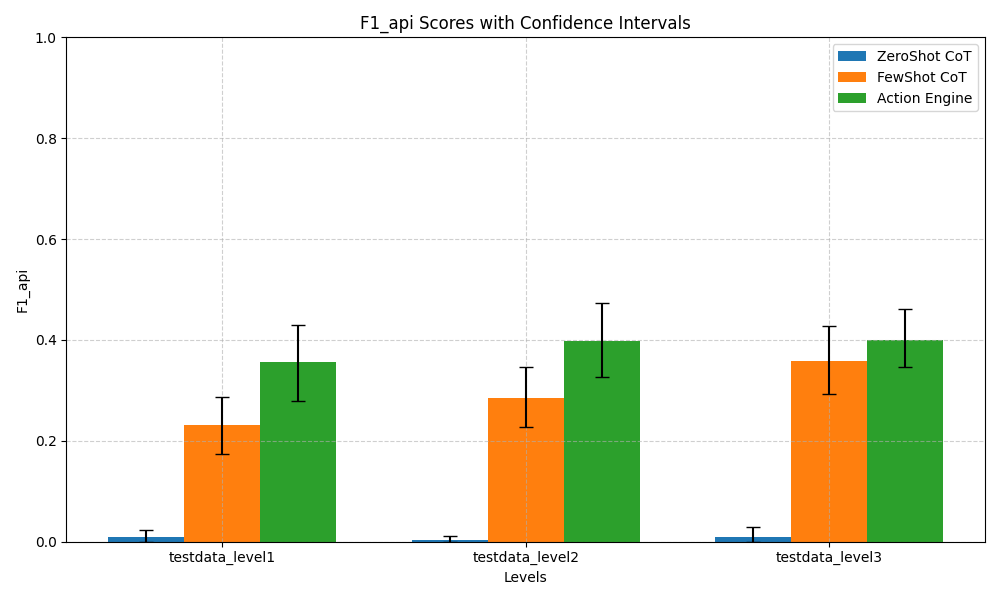 F1_api Scores with Confidence Intervals
1.0
0.8
0.6
0.4
0.2
0.0
F1_api
ZeroShot CoT
FewShot CoT
Action Engine
testdata_level1
testdata_level2
testdata_level3
Levels